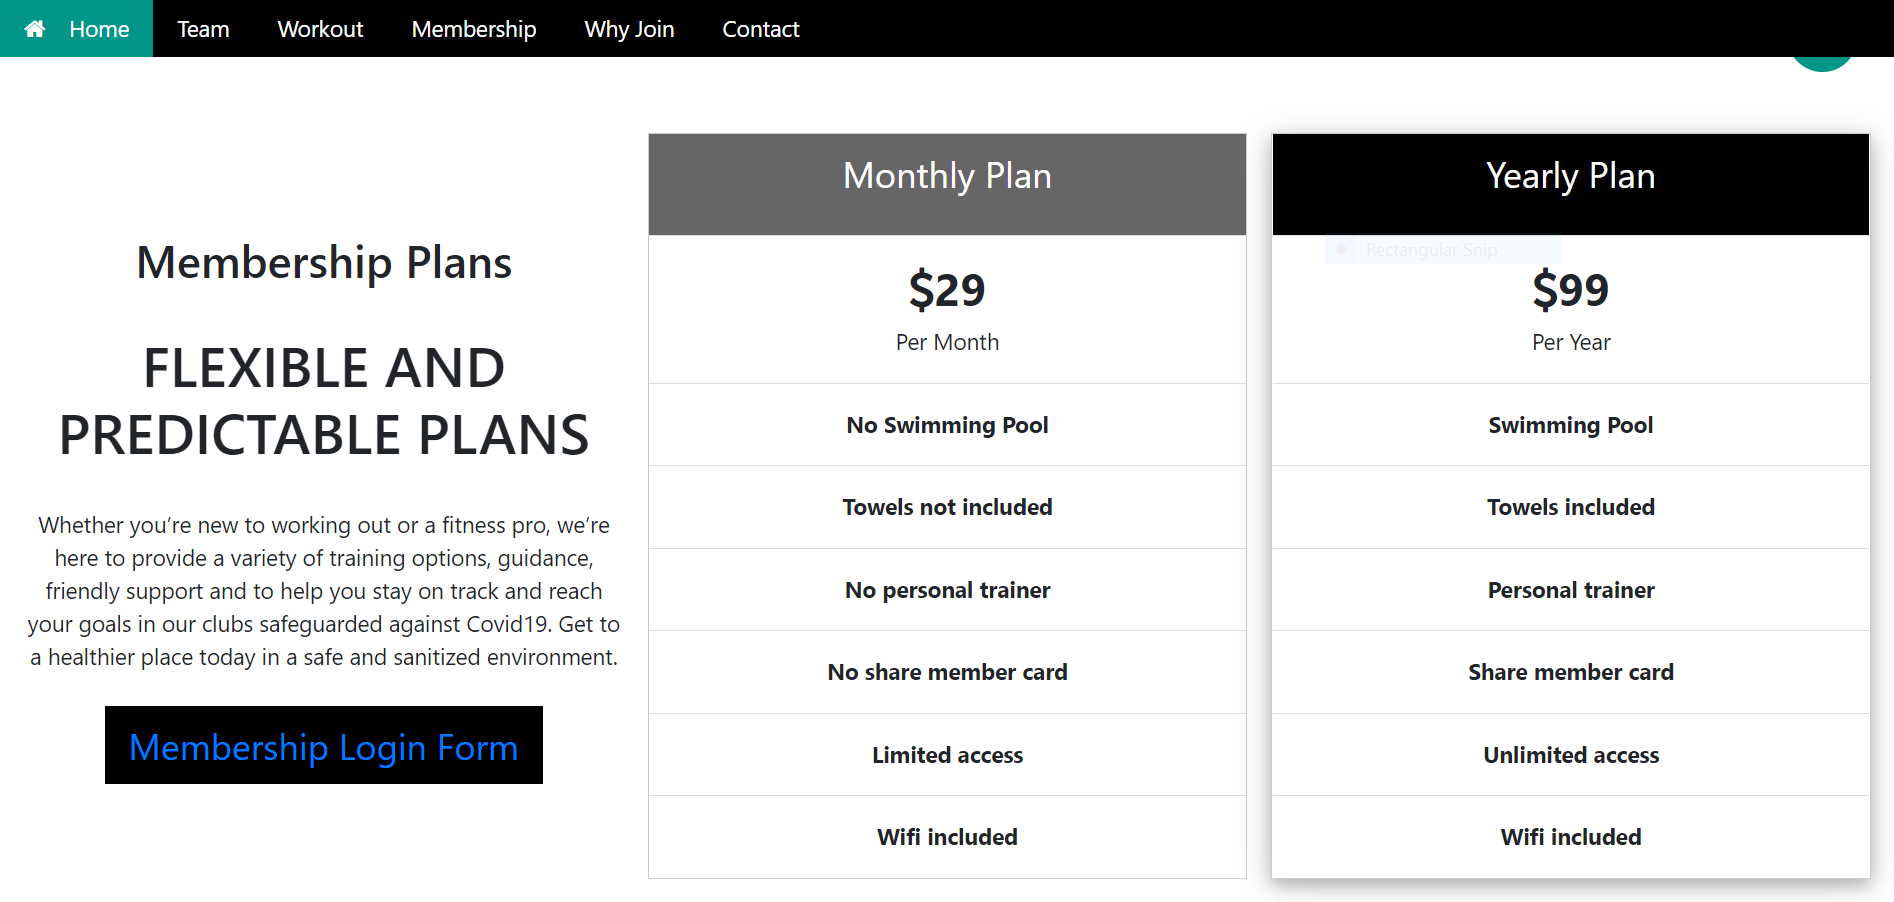 Home Team Workout Membership Why Join Contact
Membership Plans
FLEXIBLE AND
PREDICTABLE PLANS
Whether you’re new to working out or a fitness pro, we’re
here to provide a variety of training options, guidance,
friendly support and to help you stay on track and reach
your goals in our clubs safeguarded against Covid19. Get to
a healthier place today in a safe and sanitized environment.
Membership Login Form
Monthly Plan
$29
Per Month
No Swimming Pool
Towels not included
No personal trainer
No share member card
Limited access
Wifi included
Yearly Plan
Rectangular Snip
$99
Per Year
Swimming Pool
Towels included
Personal trainer
Share member card
Unlimited access
Wifi included